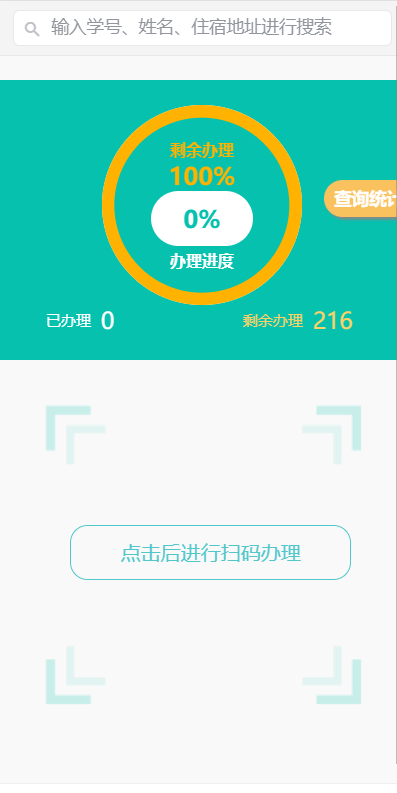 输入学号、姓名、住宿地址进行搜索
剩余办理
100%
0%
办理进度
查询统计
已办理 0
剩余办理 216
点击后进行扫码办理